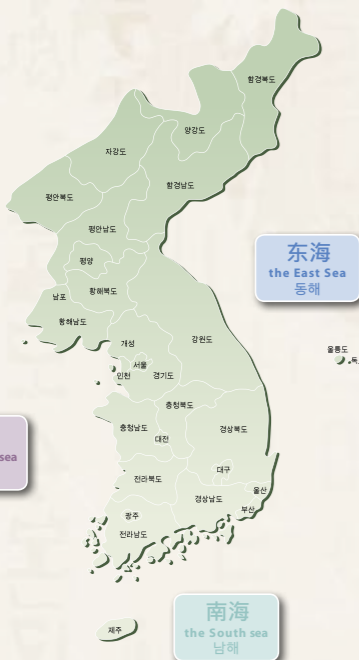 함경북도
양강도
자강도
함경남도
평안북도
평안남도
东海
the East Sea
동해
평양
황해북도
남포
황해남도
강원도
개성
울릉도
서울
인천
경기도
충청북도
충청남도
경상북도
대전
sea
대구
전라북도
울산
경상남도
부산
광주
전라남도
南海
the South sea
남해
제주